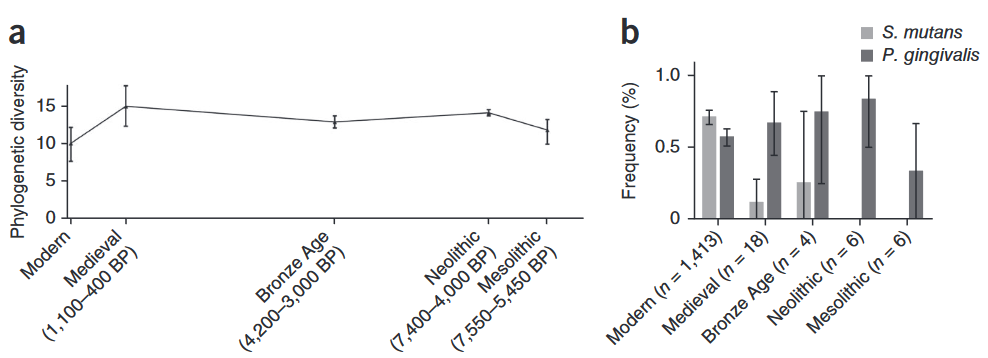 a
Phylogenetic diversity
15
10
5
0
Modern
Medieval
(1,100–400 BP)
Bronze Age
(4,200–3,000 BP)
Neolithic
(7,400–4,000 BP)
Mesolithic
(7,550–5,450 BP)
b
S. mutans
P. gingivalis
Frequency (%)
1.0
0.5
0
Modern (n = 1,413)
Medieval (n = 18)
Bronze Age (n = 4)
Neolithic (n = 6)
Mesolithic (n = 6)